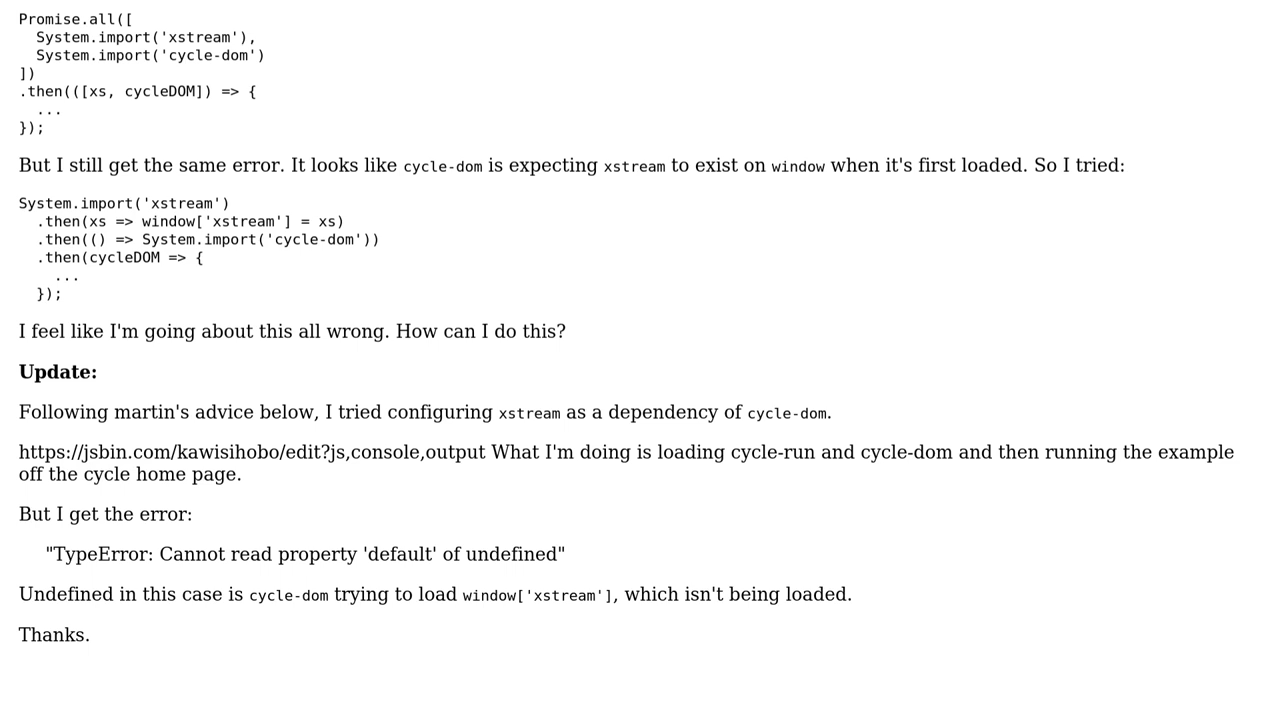 Promise.all([
  System.import('xstream'),
  System.import('cycle-dom')
])
.then(([xs, cycleDOM]) => {
  ...
});
But I still get the same error. It looks like cycle-dom is expecting xstream to exist on window when it's first loaded. So I tried:
System.import('xstream')
  .then(xs => window['xstream'] = xs)
  .then(() => System.import('cycle-dom'))
  .then(cycleDOM => {
    ...
  });
I feel like I'm going about this all wrong. How can I do this?
Update:
Following martin's advice below, I tried configuring xstream as a dependency of cycle-dom.
https://jsbin.com/kawisihobo/edit?js,console,output What I'm doing is loading cycle-run and cycle-dom and then running the example
off the cycle home page.
But I get the error:
"TypeError: Cannot read property 'default' of undefined"
Undefined in this case is cycle-dom trying to load window['xstream'], which isn't being loaded.
Thanks.